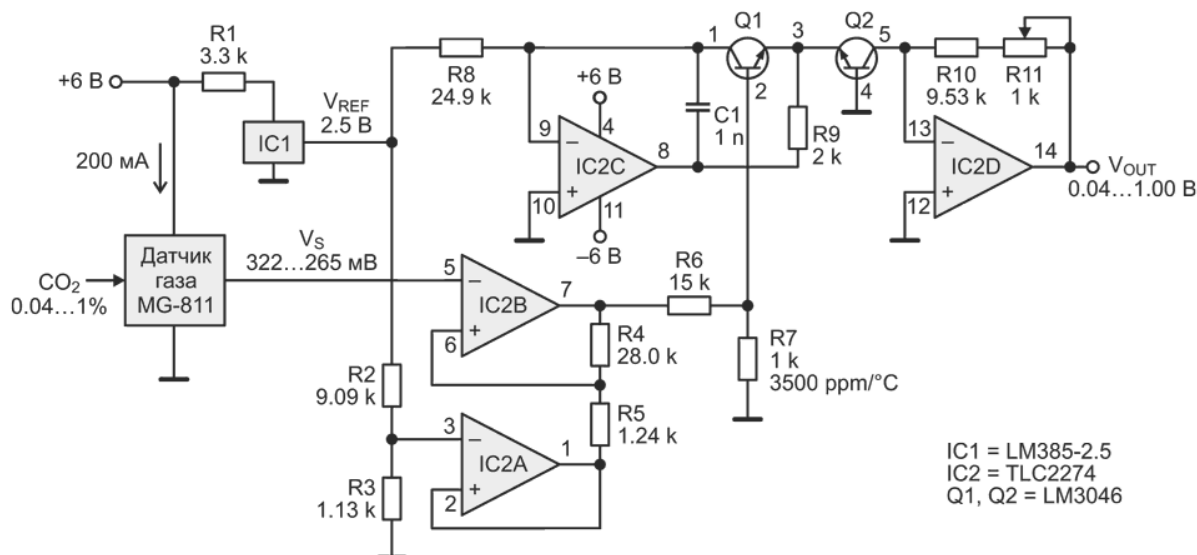 R1
3.3 k
+6 В
200 мА
IC1
VREF
2.5 В
R8
24.9 k
Q1
1
2
3
Q2
4
5
+6 В
4
9
−
10
+
IC2C
8
11
–6 В
C1
1 n
R9
2 k
R10
9.53 k
R11
1 k
13
−
12
+
IC2D
14
VOUT
0.04...1.00 В
CO2
0.04...1%
Датчик
газа
MG-811
VS
322...265 мВ
5
−
6
+
IC2B
7
R6
15 k
R4
28.0 k
R5
1.24 k
R7
1 k
3500 ppm/°C
R2
9.09 k
R3
1.13 k
3
−
2
+
IC2A
1
IC1 = LM385-2.5
IC2 = TLC2274
Q1, Q2 = LM3046